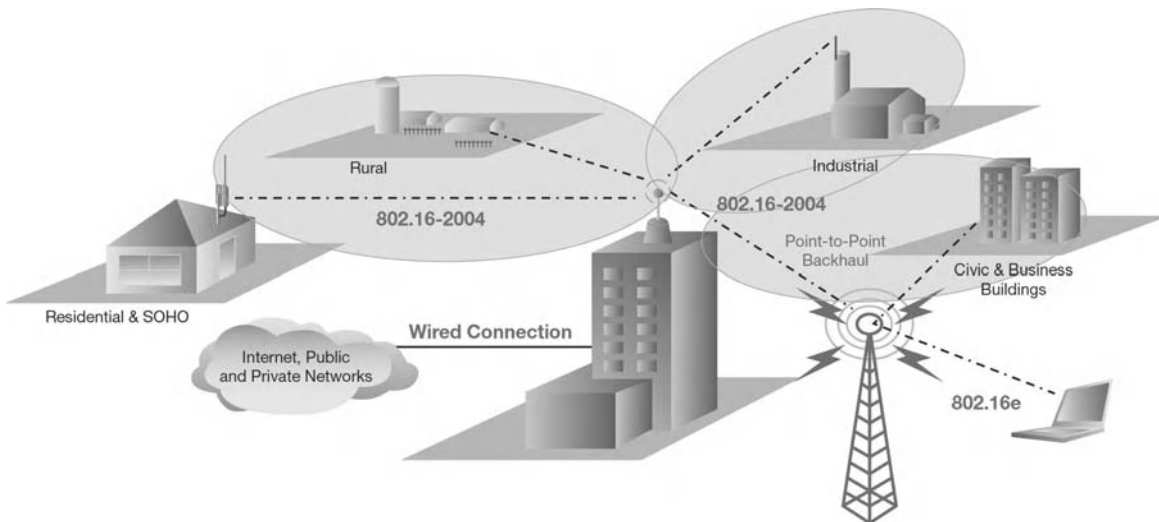 Rural
Industrial
802.16-2004
802.16-2004
Point-to-Point
Backhaul
Civic & Business
Buildings
Residential & SOHO
Wired Connection
Internet, Public
and Private Networks
802.16e